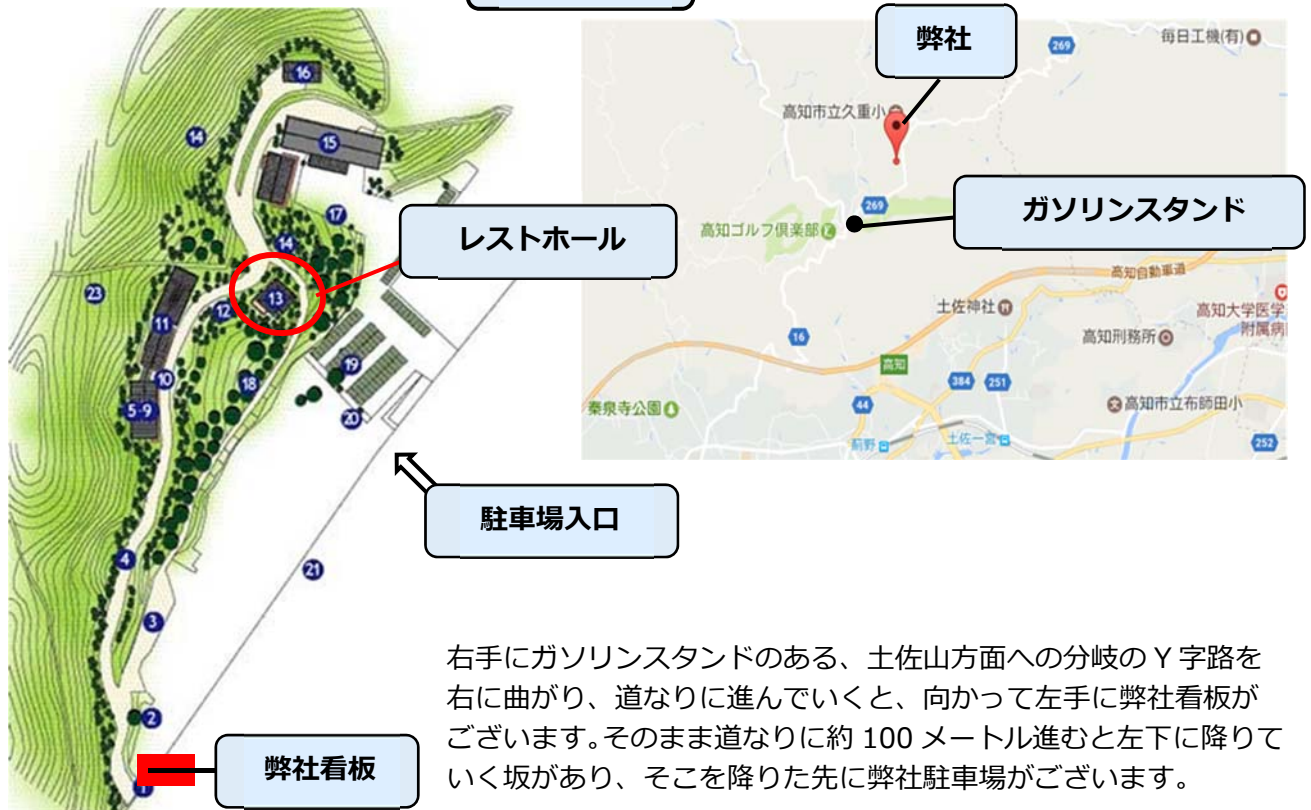 弊社
269
毎日工機(有)
高知市立久重小
16
15
14
17
レストホール
269
ガソリンスタンド
高知ゴルフ倶楽部
14
高知自動車道
23
13
12
11
土佐神社
高知大学医学
附属病
高知刑務所
16
19
10
18
高知
384
251
5·9
秦泉寺公園
44
高知市立布師田小
20
薊野
土佐一宮
252
駐車場入口
4
21
3
右手にガソリンスタンドのある、土佐山方面への分岐の Y 字路を
右に曲がり、道なりに進んでいくと、向かって左手に弊社看板が
ございます。そのまま道なりに約 100 メートル進むと左下に降りて
いく坂があり、そこを降りた先に弊社駐車場がございます。
2
弊社看板
1